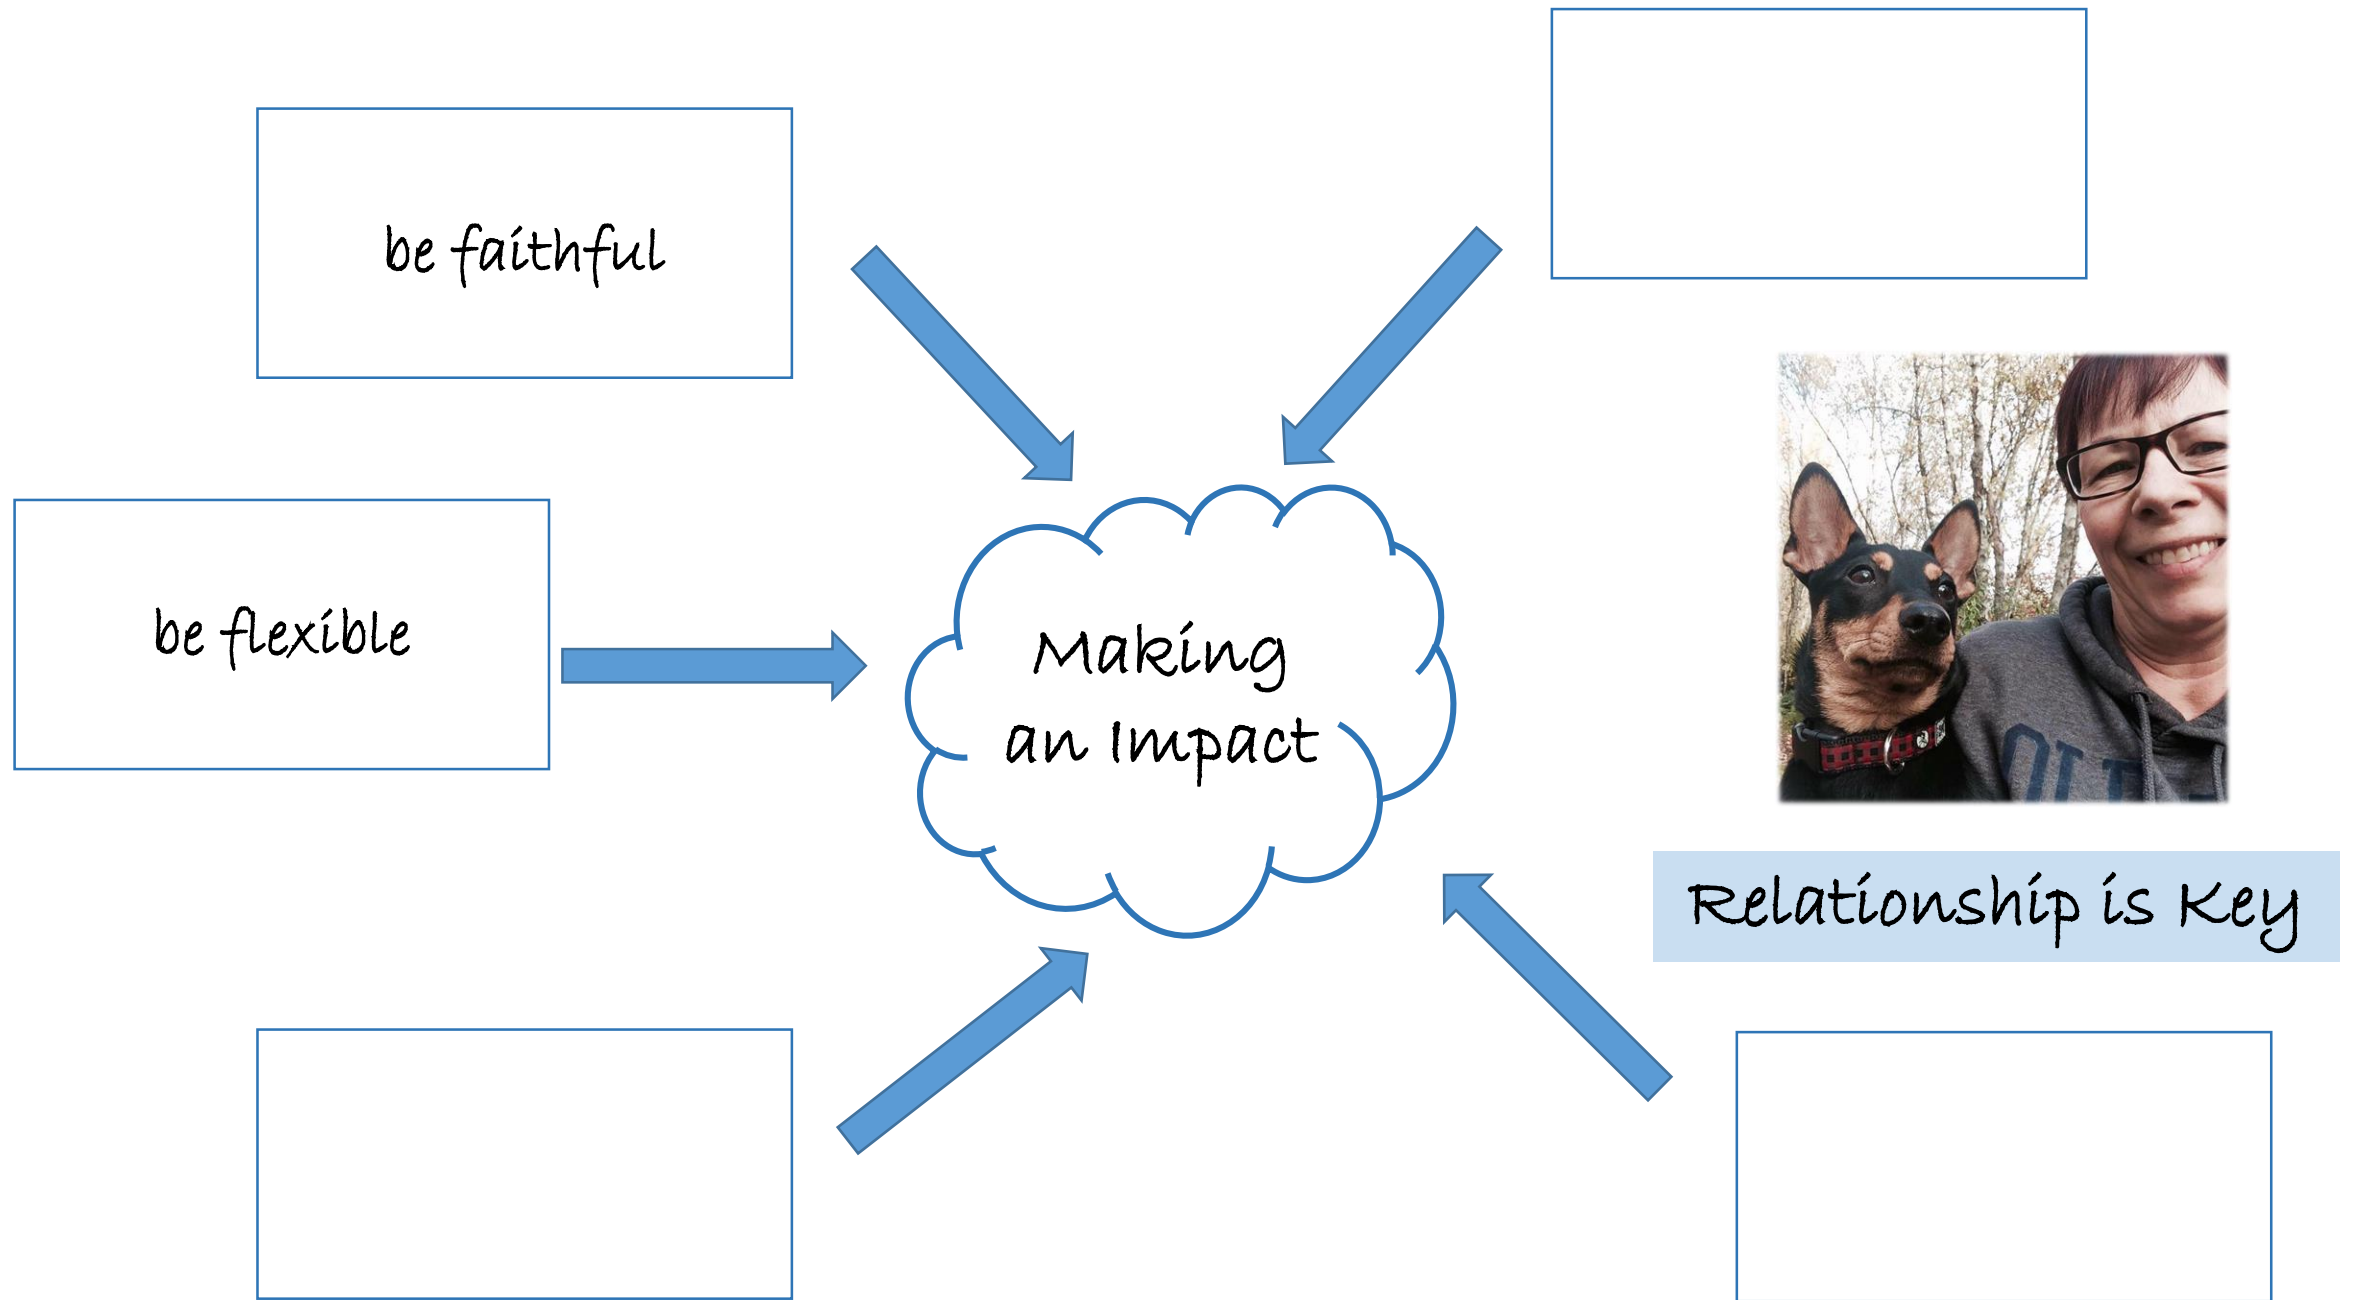 be faithful
be flexible
Making
an Impact
Relationship is Key